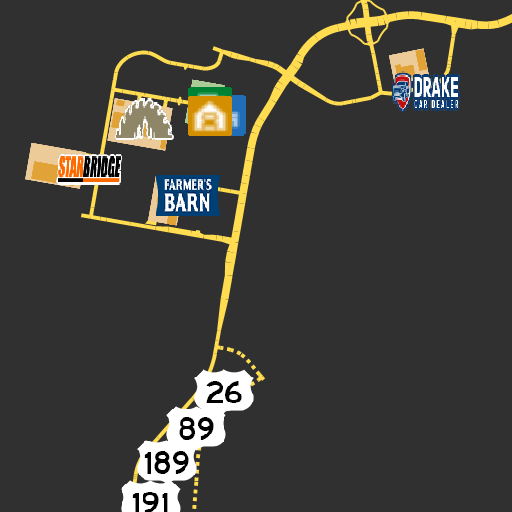 DRAKE
CAR DEALER
STARBRIDGE
FARMER'S
BARN
26
89
189
191